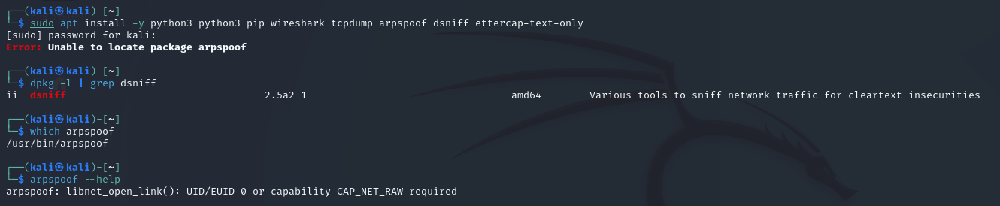 ┌──(kali㉿kali)-[~]
└─$ sudo apt install -y python3 python3-pip wireshark tcpdump arpspoof dsniff ettercap-text-only
[sudo] password for kali:
Error: Unable to locate package arpspoof
┌──(kali㉿kali)-[~]
└─$ dpkg -l | grep dsniff
ii  dsniff                                 2.5a2-1                                  amd64        Various tools to sniff network traffic for cleartext insecurities
┌──(kali㉿kali)-[~]
└─$ which arpspoof
/usr/bin/arpspoof
┌──(kali㉿kali)-[~]
└─$ arpspoof --help
arpspoof: libnet_open_link(): UID/EUID 0 or capability CAP_NET_RAW required